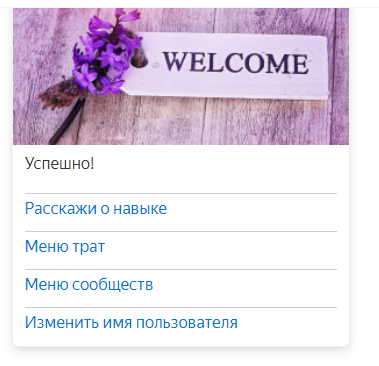 WELCOME
Успешно!
Расскажи о навыке
Меню трат
Меню сообществ
Изменить имя пользователя